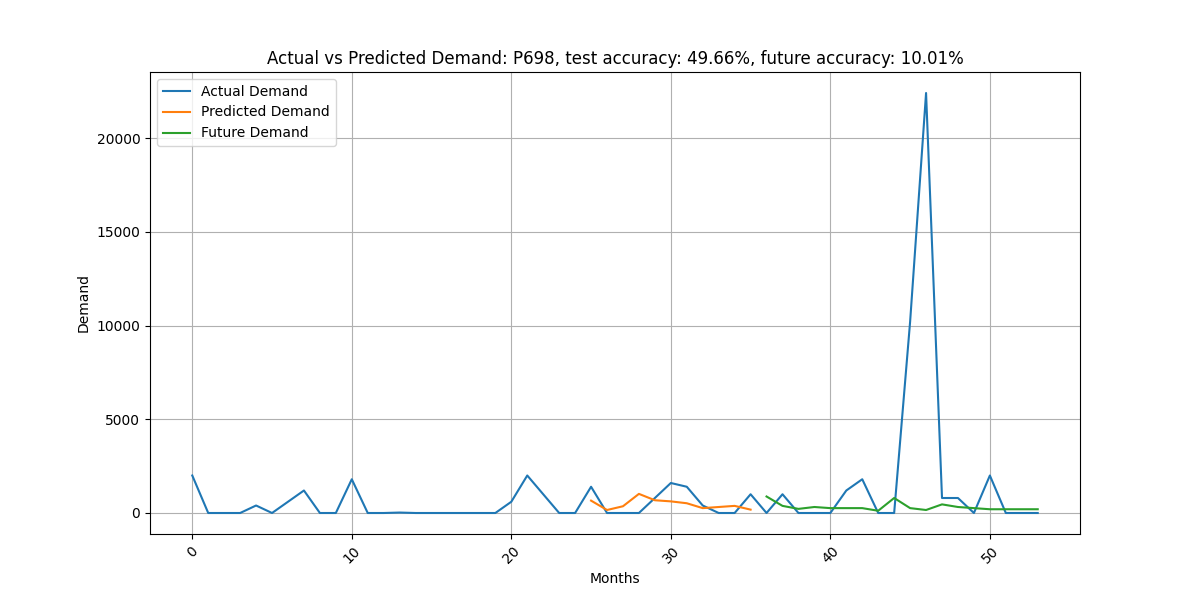 Actual vs Predicted Demand: P698, test accuracy: 49.66%, future accuracy: 10.01%
Actual Demand
Predicted Demand
Future Demand
20000
15000
10000
5000
0
Demand
0 10 20 30 40 50
Months